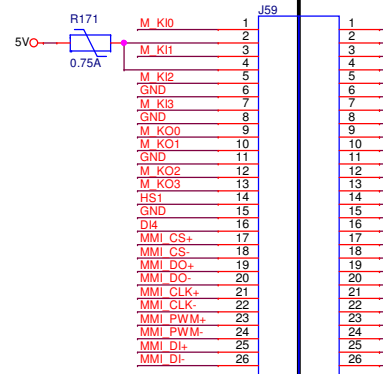 J59
R171
5V
0.75A
M_KI0 1 1
2 2
M_KI1 3 3
4 4
M_KI2 5 5
GND 6 6
M_KI3 7 7
GND 8 8
M_KO0 9 9
M_KO1 10 10
GND 11 11
M_KO2 12 12
M_KO3 13 13
HS1 14 14
GND 15 15
DI4 16 16
MMI_CS+ 17 17
MMI_CS- 18 18
MMI_DO+ 19 19
MMI_DO- 20 20
MMI_CLK+ 21 21
MMI_CLK- 22 22
MMI_PWM+ 23 23
MMI_PWM- 24 24
MMI_DI+ 25 25
MMI_DI- 26 26